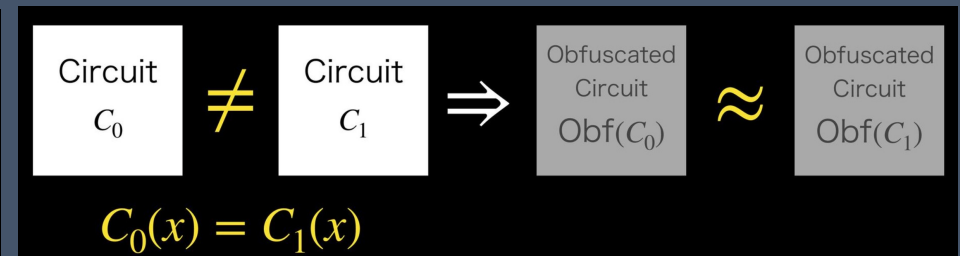 Circuit
C₀
≠
Circuit
C₁
⇒
Obfuscated
Circuit
Obf(C₀)
≈
Obfuscated
Circuit
Obf(C₁)
C₀(x) = C₁(x)